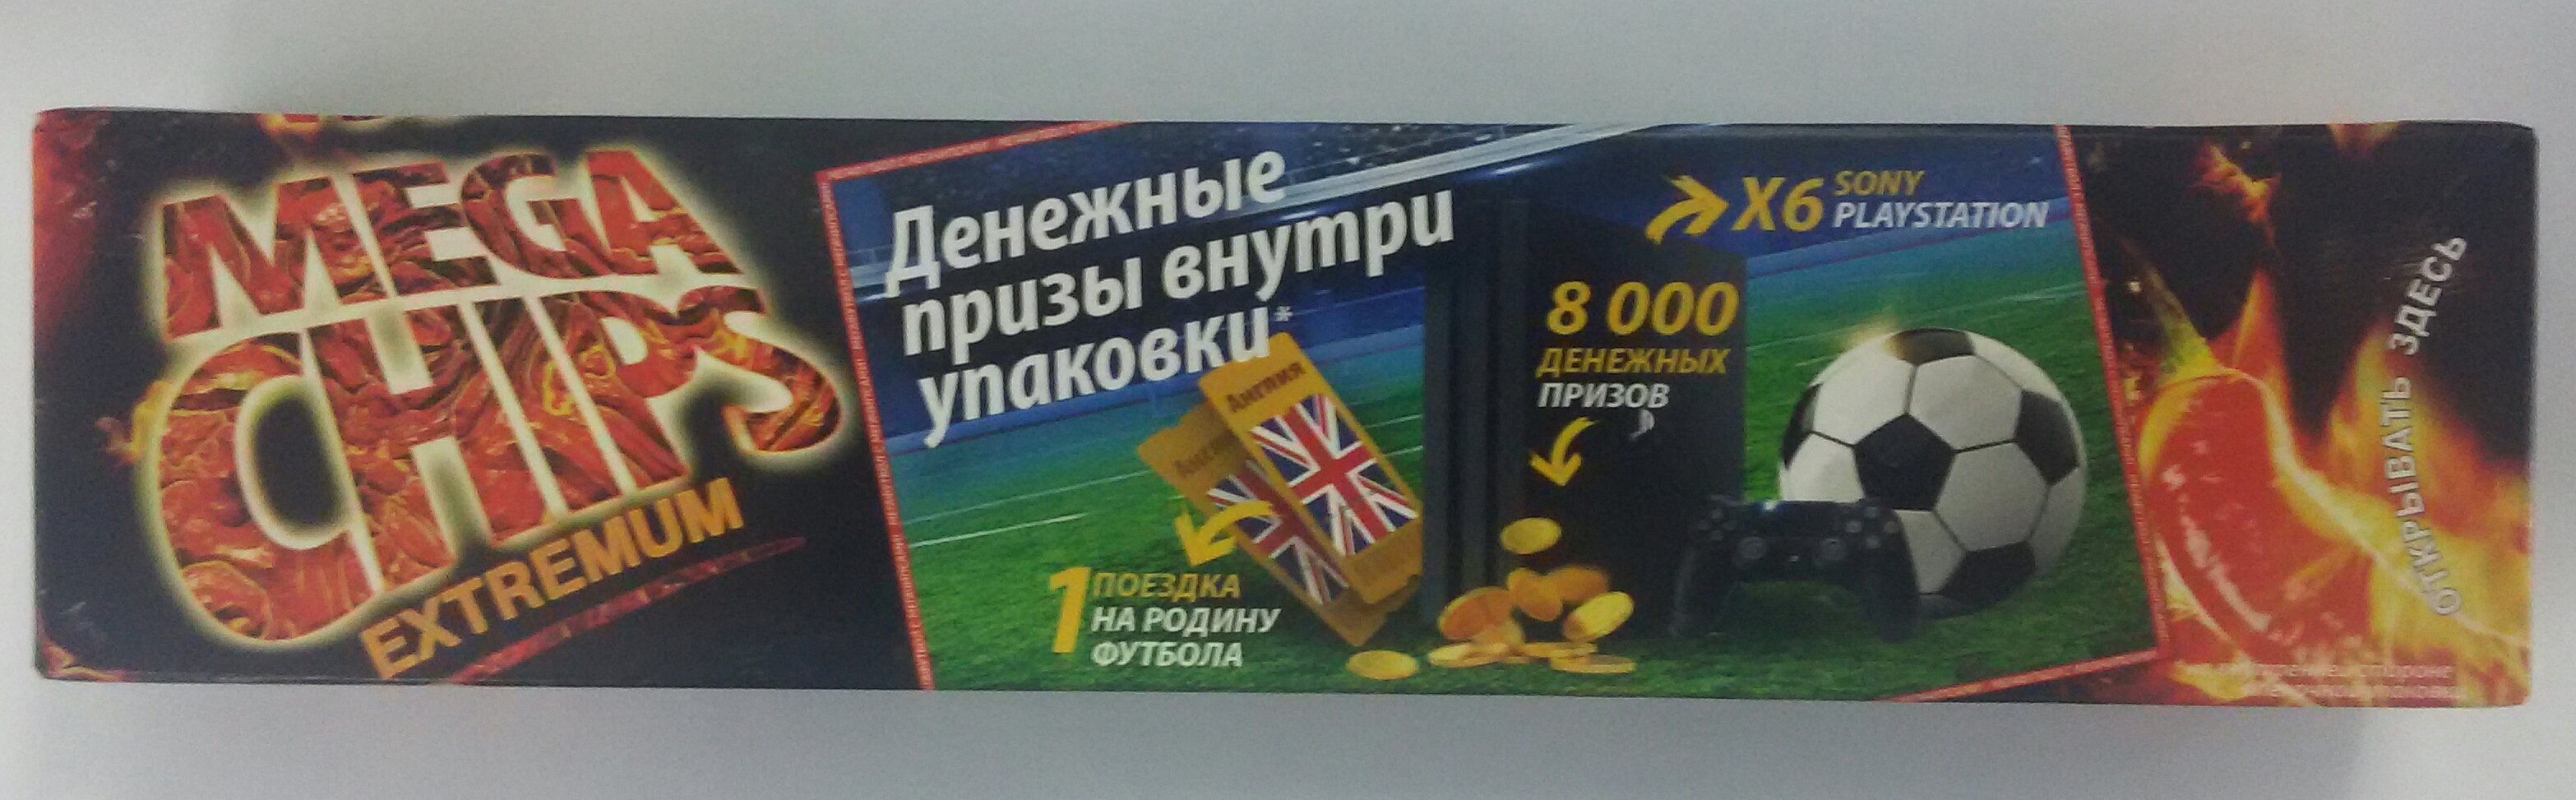 MEGA
CHIPS
EXTREMUM
Денежные
призы внутри
упаковки*
Англия
1 ПОЕЗДКА
НА РОДИНУ
ФУТБОЛА
X6 SONY
PLAYSTATION
8 000
ДЕНЕЖНЫХ
ПРИЗОВ
ОТКРЫВАТЬ ЗДЕСЬ